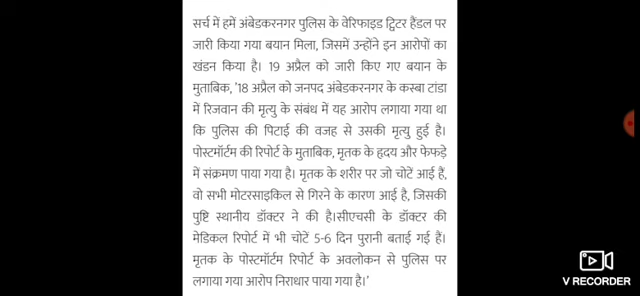 सर्च में हमें अंबेडकरनगर पुलिस के वेरिफाइड ट्विटर हैंडल पर
जारी किया गया बयान मिला, जिसमें उन्होंने इन आरोपों का
खंडन किया है। 19 अप्रैल को जारी किए गए बयान के
मुताबिक, '18 अप्रैल को जनपद अंबेडकरनगर के कस्बा टांडा
में रिजवान की मृत्यु के संबंध में यह आरोप लगाया गया था
कि पुलिस की पिटाई की वजह से उसकी मृत्यु हुई है।
पोस्टमॉर्टम की रिपोर्ट के मुताबिक, मृतक के हृदय और फेफड़े
में संक्रमण पाया गया है। मृतक के शरीर पर जो चोटें आई हैं,
वो सभी मोटरसाइकिल से गिरने के कारण आई है, जिसकी
पुष्टि स्थानीय डॉक्टर ने की है।सीएचसी के डॉक्टर की
मेडिकल रिपोर्ट में भी चोटें 5-6 दिन पुरानी बताई गई हैं।
मृतक के पोस्टमॉर्टम रिपोर्ट के अवलोकन से पुलिस पर
लगाया गया आरोप निराधार पाया गया है।'
V RECORDER